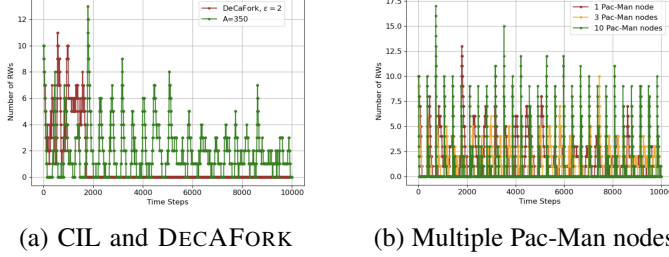 DeCaFork, ε = 2
A=350
Number of RWs
12
10
8
6
4
2
0
0 2000 4000 6000 8000 10000
Time Steps
(a) CIL and DECAFORK
1 Pac-Man node
3 Pac-Man nodes
10 Pac-Man nodes
Number of RWs
17.5
15.0
12.5
10.0
7.5
5.0
2.5
0.0
0 2000 4000 6000 8000 1000
Time Steps
(b) Multiple Pac-Man nodes